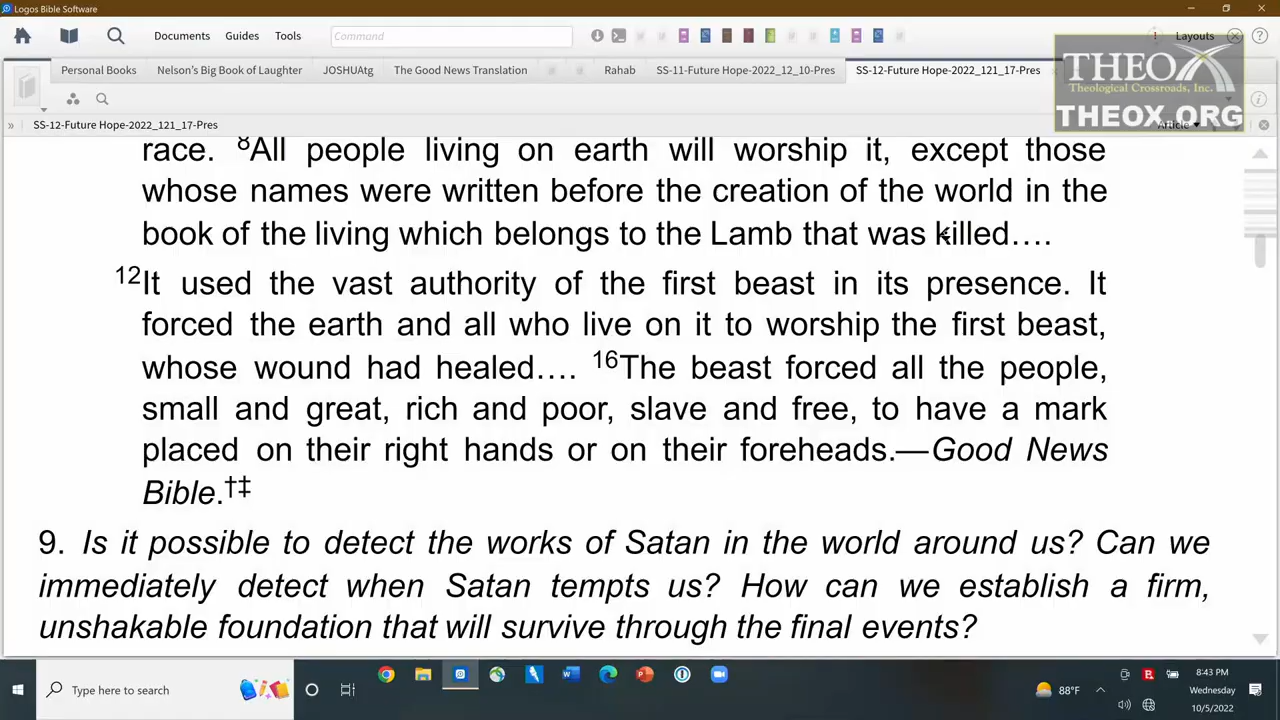 Logos Bible Software
Documents Guides Tools Command Layouts
Personal Books Nelson's Big Book of Laughter JOSHUAtg The Good News Translation Rahab SS-11-Future Hope-2022_12_10-Pres SS-12-Future Hope-2022_121_17-Pres
THEOX
Theological Crossroads, Inc.
THEOX.ORG
SS-12-Future Hope-2022_121_17-Pres Article
race. 8All people living on earth will worship it, except those
whose names were written before the creation of the world in the
book of the living which belongs to the Lamb that was killed….
12It used the vast authority of the first beast in its presence. It
forced the earth and all who live on it to worship the first beast,
whose wound had healed…. 16The beast forced all the people,
small and great, rich and poor, slave and free, to have a mark
placed on their right hands or on their foreheads.—Good News
Bible.†‡
9. Is it possible to detect the works of Satan in the world around us? Can we
immediately detect when Satan tempts us? How can we establish a firm,
unshakable foundation that will survive through the final events?
Type here to search
88°F
8:43 PM
Wednesday
10/5/2022